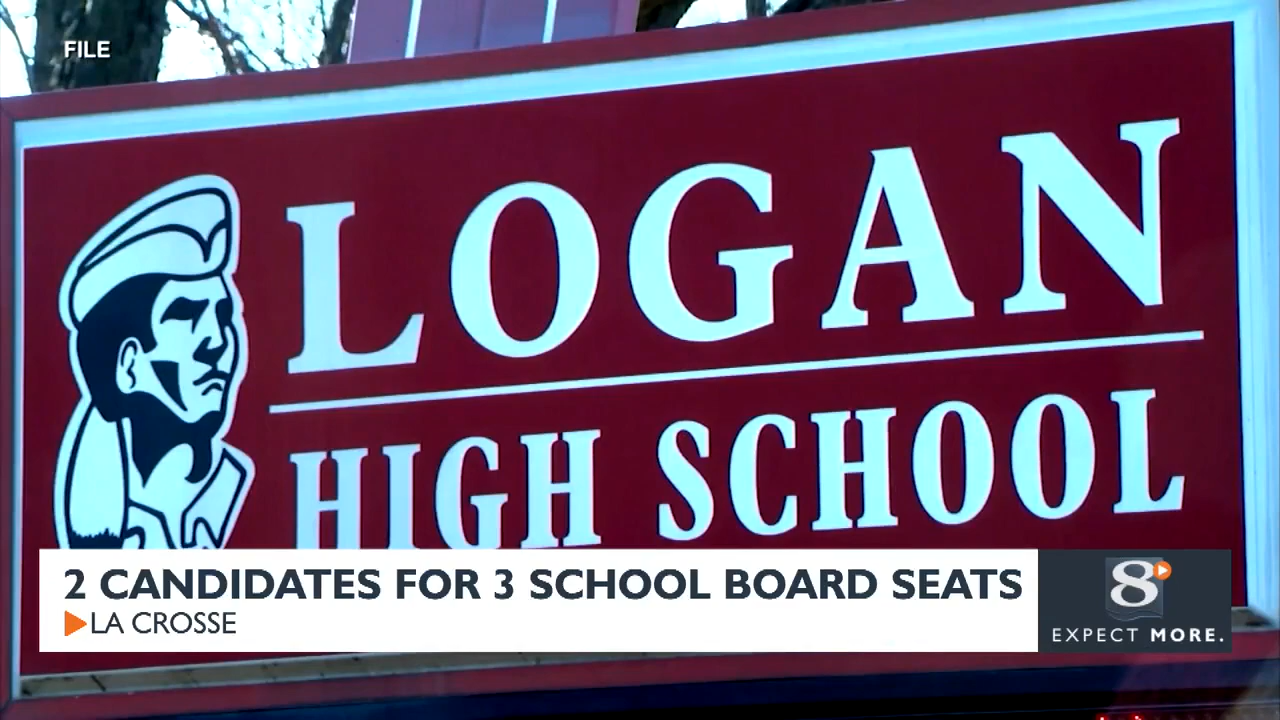 FILE
LOGAN
HIGH SCHOOL
2 CANDIDATES FOR 3 SCHOOL BOARD SEATS
LA CROSSE
8
EXPECT MORE.